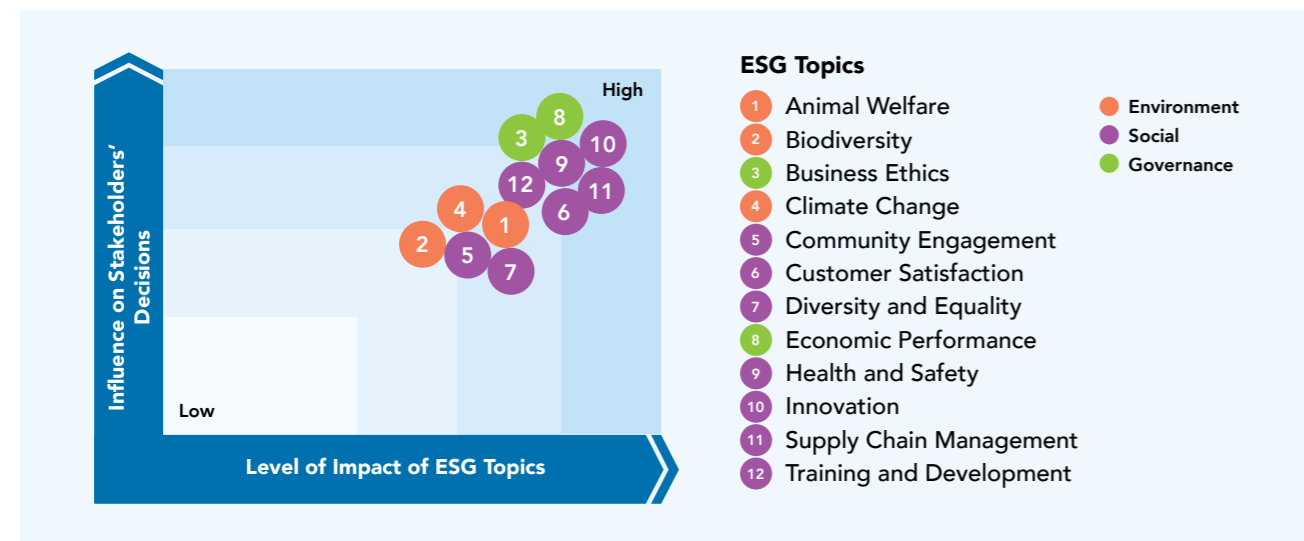 High
8
3
10
9
12
11
4
6
1
2
5
7
Low
Influence on Stakeholders’
Decisions
Level of Impact of ESG Topics
ESG Topics
1 Animal Welfare
2 Biodiversity
3 Business Ethics
4 Climate Change
5 Community Engagement
6 Customer Satisfaction
7 Diversity and Equality
8 Economic Performance
9 Health and Safety
10 Innovation
11 Supply Chain Management
12 Training and Development
Environment
Social
Governance